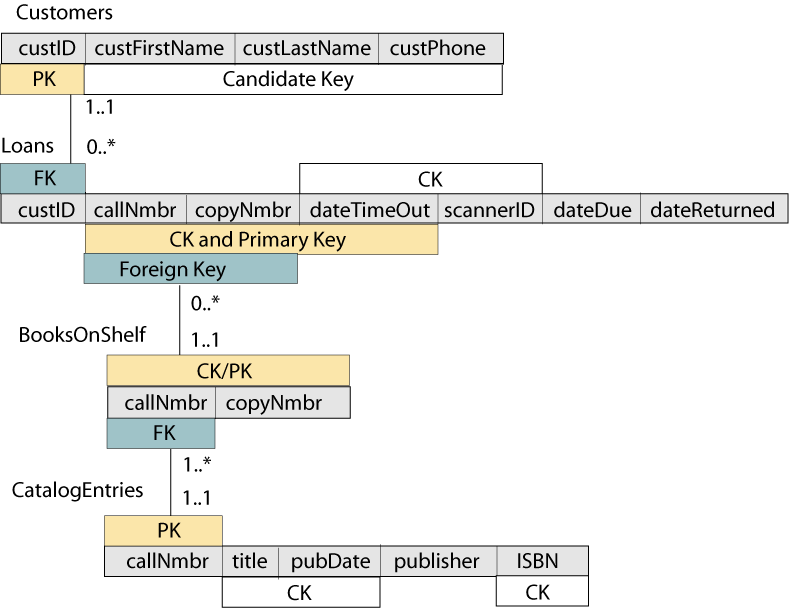 Customers
custID custFirstName custLastName custPhone
PK Candidate Key
1..1
Loans 0..*
FK CK
custID callNmbr copyNmbr dateTimeOut scannerID dateDue dateReturned
CK and Primary Key
Foreign Key
0..*
BooksOnShelf 1..1
CK/PK
callNmbr copyNmbr
FK
1..*
CatalogEntries 1..1
PK
callNmbr title pubDate publisher ISBN
CK CK